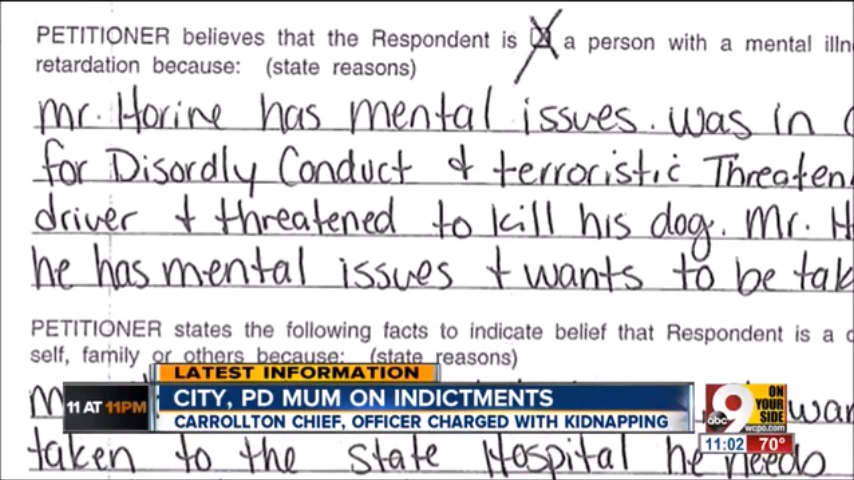 PETITIONER believes that the Respondent is a person with a mental illn
retardation because: (state reasons)
mr. Horine has mental issues. was in
for Disordly Conduct & terroristic Threaten
driver & threatened to kill his dog. Mr. H
he has mental issues & wants to be tak
PETITIONER states the following facts to indicate belief that Respondent is a d
self, family or others because: (state reasons)
LATEST INFORMATION
11 AT 11PM
CITY, PD MUM ON INDICTMENTS
CARROLLTON CHIEF, OFFICER CHARGED WITH KIDNAPPING
abc 9
ON YOUR SIDE
wcpo.com
11:02 70°
taken to the state Hospital he needs